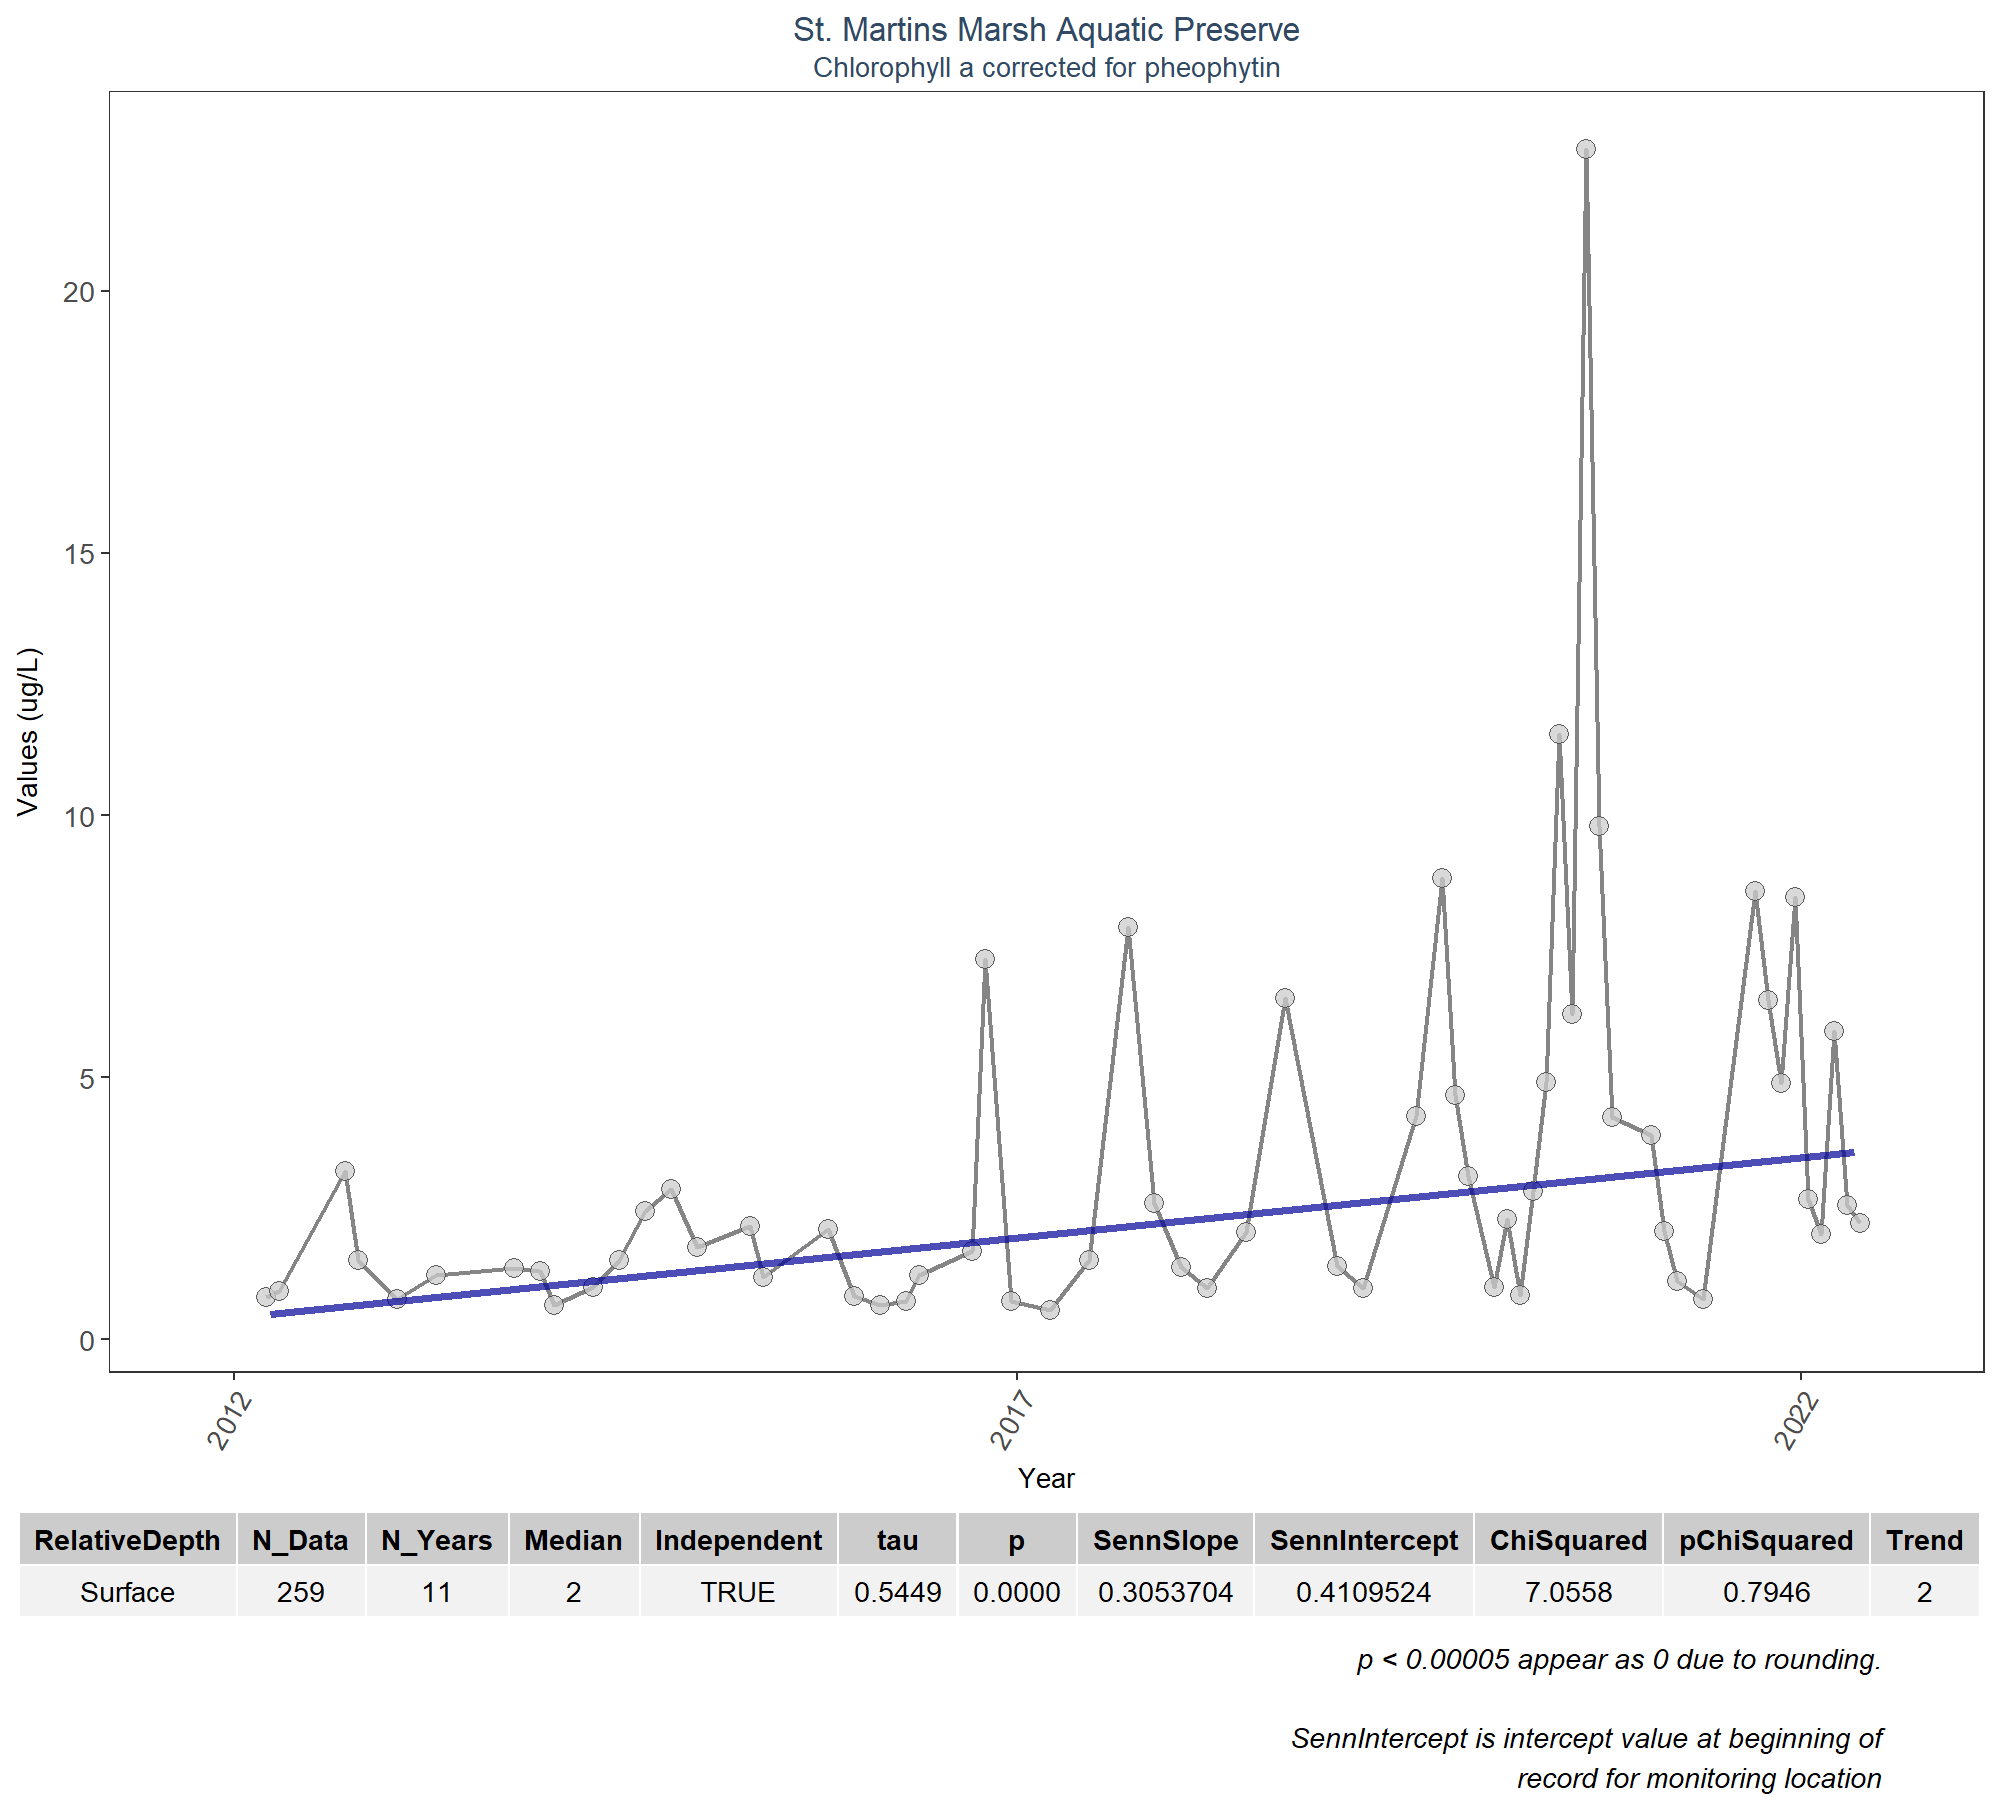 St. Martins Marsh Aquatic Preserve
Chlorophyll a corrected for pheophytin
Values (ug/L)
20
15
10
5
0
2012
2017
2022
Year
RelativeDepth N_Data N_Years Median Independent tau p SennSlope SennIntercept ChiSquared pChiSquared Trend
Surface 259 11 2 TRUE 0.5449 0.0000 0.3053704 0.4109524 7.0558 0.7946 2
p < 0.00005 appear as 0 due to rounding.
SennIntercept is intercept value at beginning of
record for monitoring location